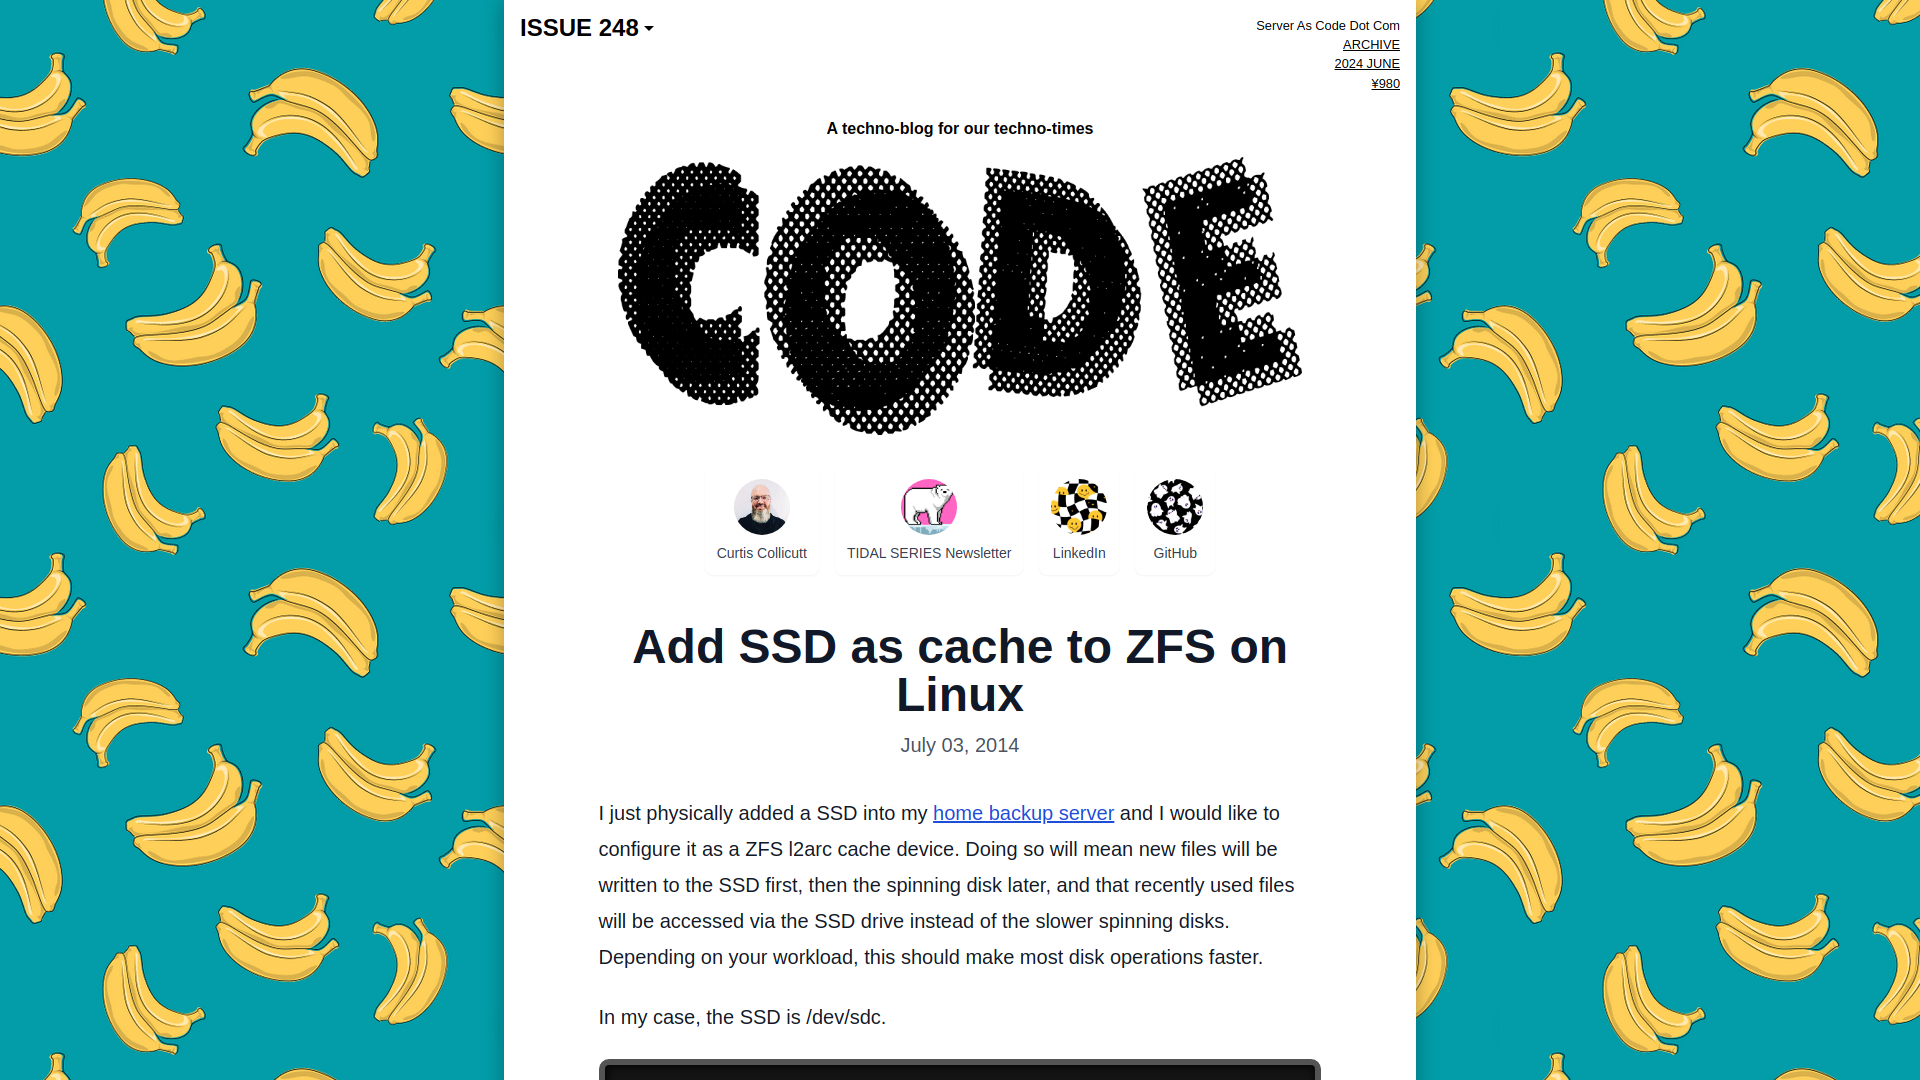 ISSUE 248
Server As Code Dot Com
ARCHIVE
2024 JUNE
¥980
A techno-blog for our techno-times
CODE
Curtis Collicutt
TIDAL SERIES Newsletter
LinkedIn
GitHub
Add SSD as cache to ZFS on
Linux
July 03, 2014
I just physically added a SSD into my home backup server and I would like to
configure it as a ZFS l2arc cache device. Doing so will mean new files will be
written to the SSD first, then the spinning disk later, and that recently used files
will be accessed via the SSD drive instead of the slower spinning disks.
Depending on your workload, this should make most disk operations faster.
In my case, the SSD is /dev/sdc.